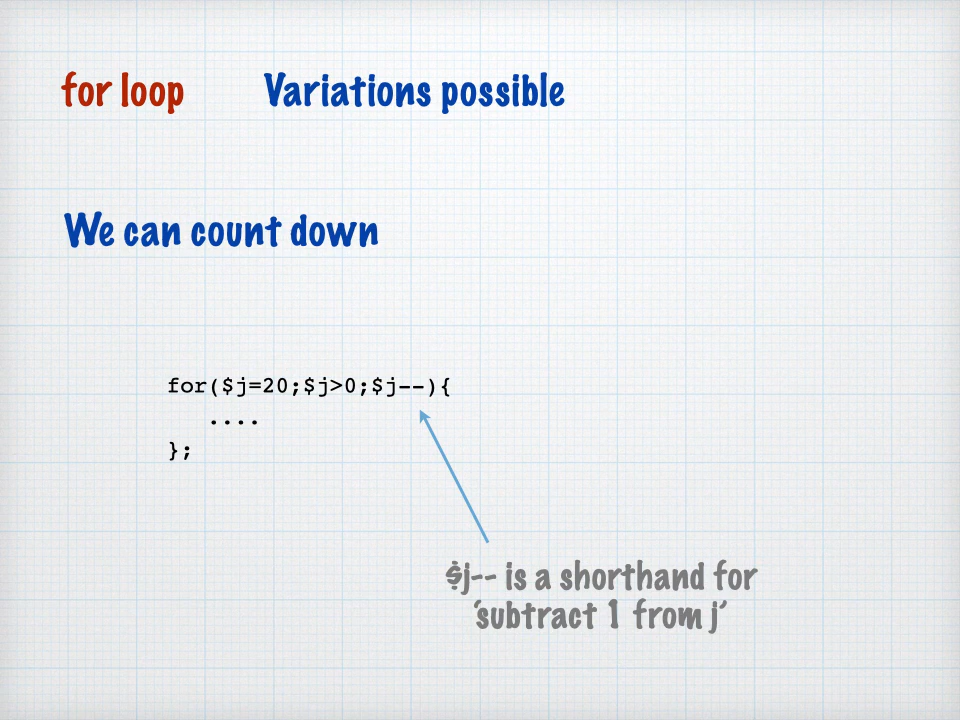 for loop Variations possible
We can count down
for($j=20;$j>0;$j--){
....
};
$j-- is a shorthand for
‘subtract 1 from j’